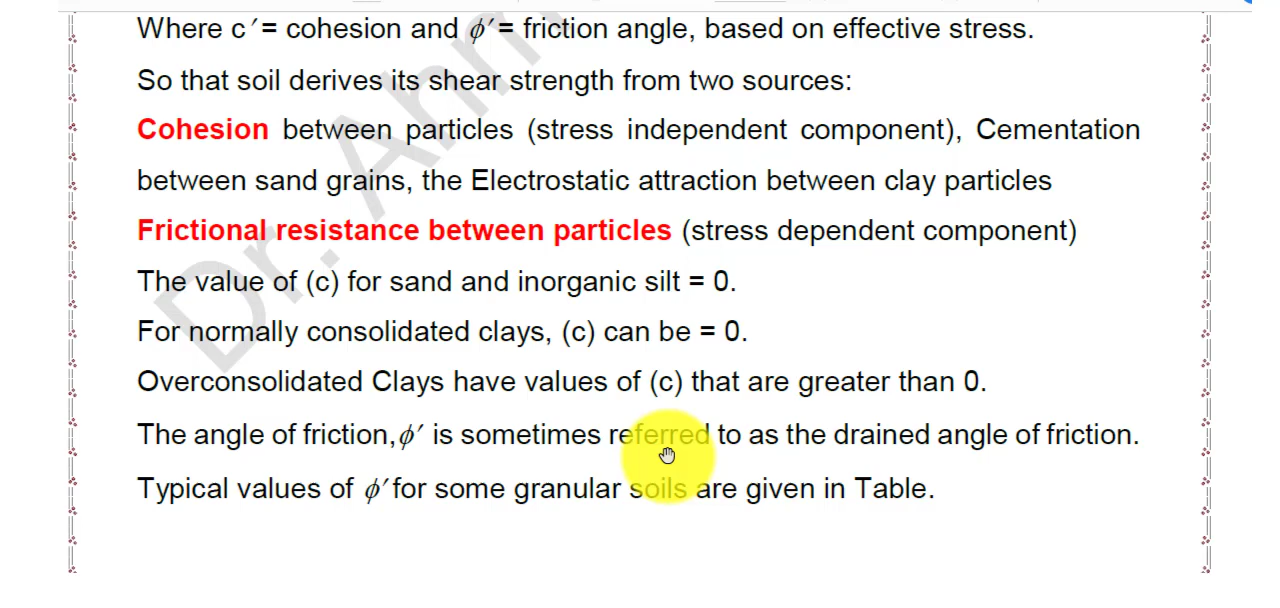 Where c′ = cohesion and ϕ′ = friction angle, based on effective stress.
So that soil derives its shear strength from two sources:
Cohesion between particles (stress independent component), Cementation
between sand grains, the Electrostatic attraction between clay particles
Frictional resistance between particles (stress dependent component)
The value of (c) for sand and inorganic silt = 0.
For normally consolidated clays, (c) can be = 0.
Overconsolidated Clays have values of (c) that are greater than 0.
The angle of friction, ϕ′ is sometimes referred to as the drained angle of friction.
Typical values of ϕ′ for some granular soils are given in Table.
Dr. Ahm